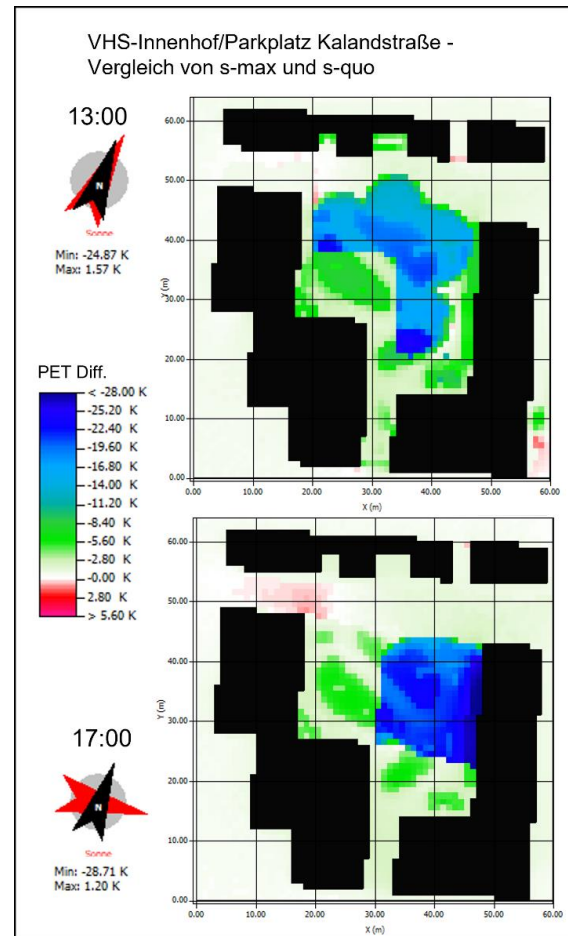 VHS-Innenhof/Parkplatz Kalandstraße -
Vergleich von s-max und s-quo
13:00
N
Sonne
Min: -24.87 K
Max: 1.57 K
PET Diff.
< -28.00 K
-25.20 K
-22.40 K
-19.60 K
-16.80 K
-14.00 K
-11.20 K
-8.40 K
-5.60 K
-2.80 K
-0.00 K
2.80 K
> 5.60 K
Y (m)
60.00
50.00
40.00
30.00
20.00
10.00
0.00
0.00 10.00 20.00 30.00 40.00 50.00 60.00
X (m)
17:00
N
Sonne
Min: -28.71 K
Max: 1.20 K
Y (m)
60.00
50.00
40.00
30.00
20.00
10.00
0.00
0.00 10.00 20.00 30.00 40.00 50.00 60.00
X (m)